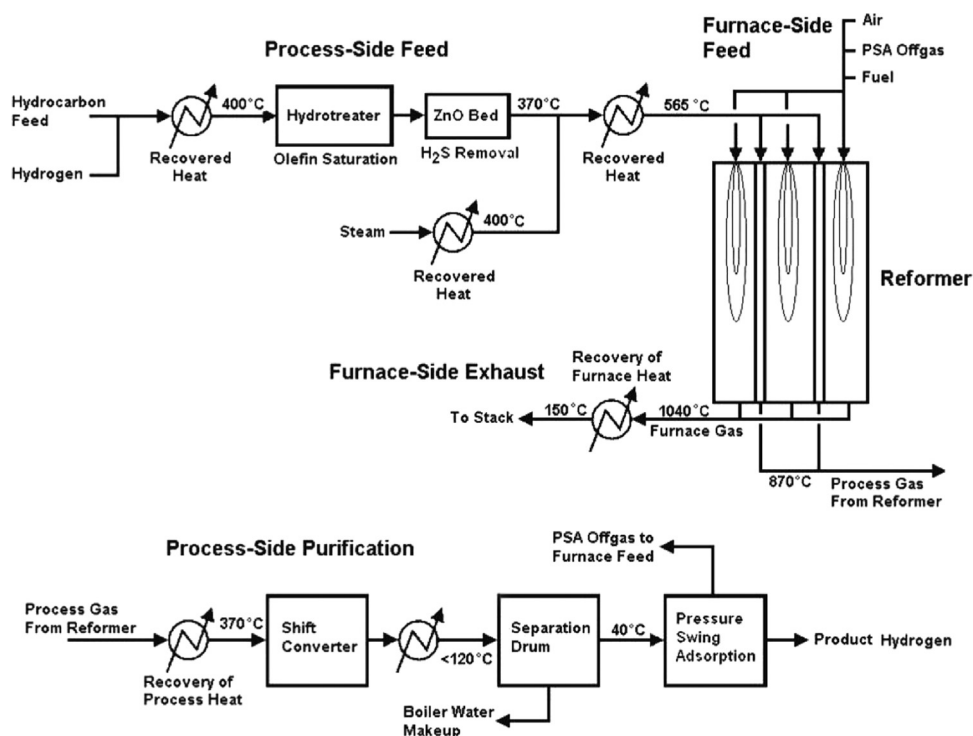 Process-Side Feed
Furnace-Side
Feed
Air
PSA Offgas
Fuel
Hydrocarbon
Feed
Hydrogen
400°C
Recovered
Heat
Hydrotreater
Olefin Saturation
ZnO Bed
H2S Removal
370°C
Recovered
Heat
565 °C
Steam
400°C
Recovered
Heat
Reformer
Furnace-Side Exhaust
Recovery of
Furnace Heat
To Stack
150°C
1040°C
Furnace Gas
870°C
Process Gas
From Reformer
Process-Side Purification
PSA Offgas to
Furnace Feed
Process Gas
From Reformer
370°C
Recovery of
Process Heat
Shift
Converter
<120°C
Separation
Drum
40°C
Pressure
Swing
Adsorption
Product Hydrogen
Boiler Water
Makeup